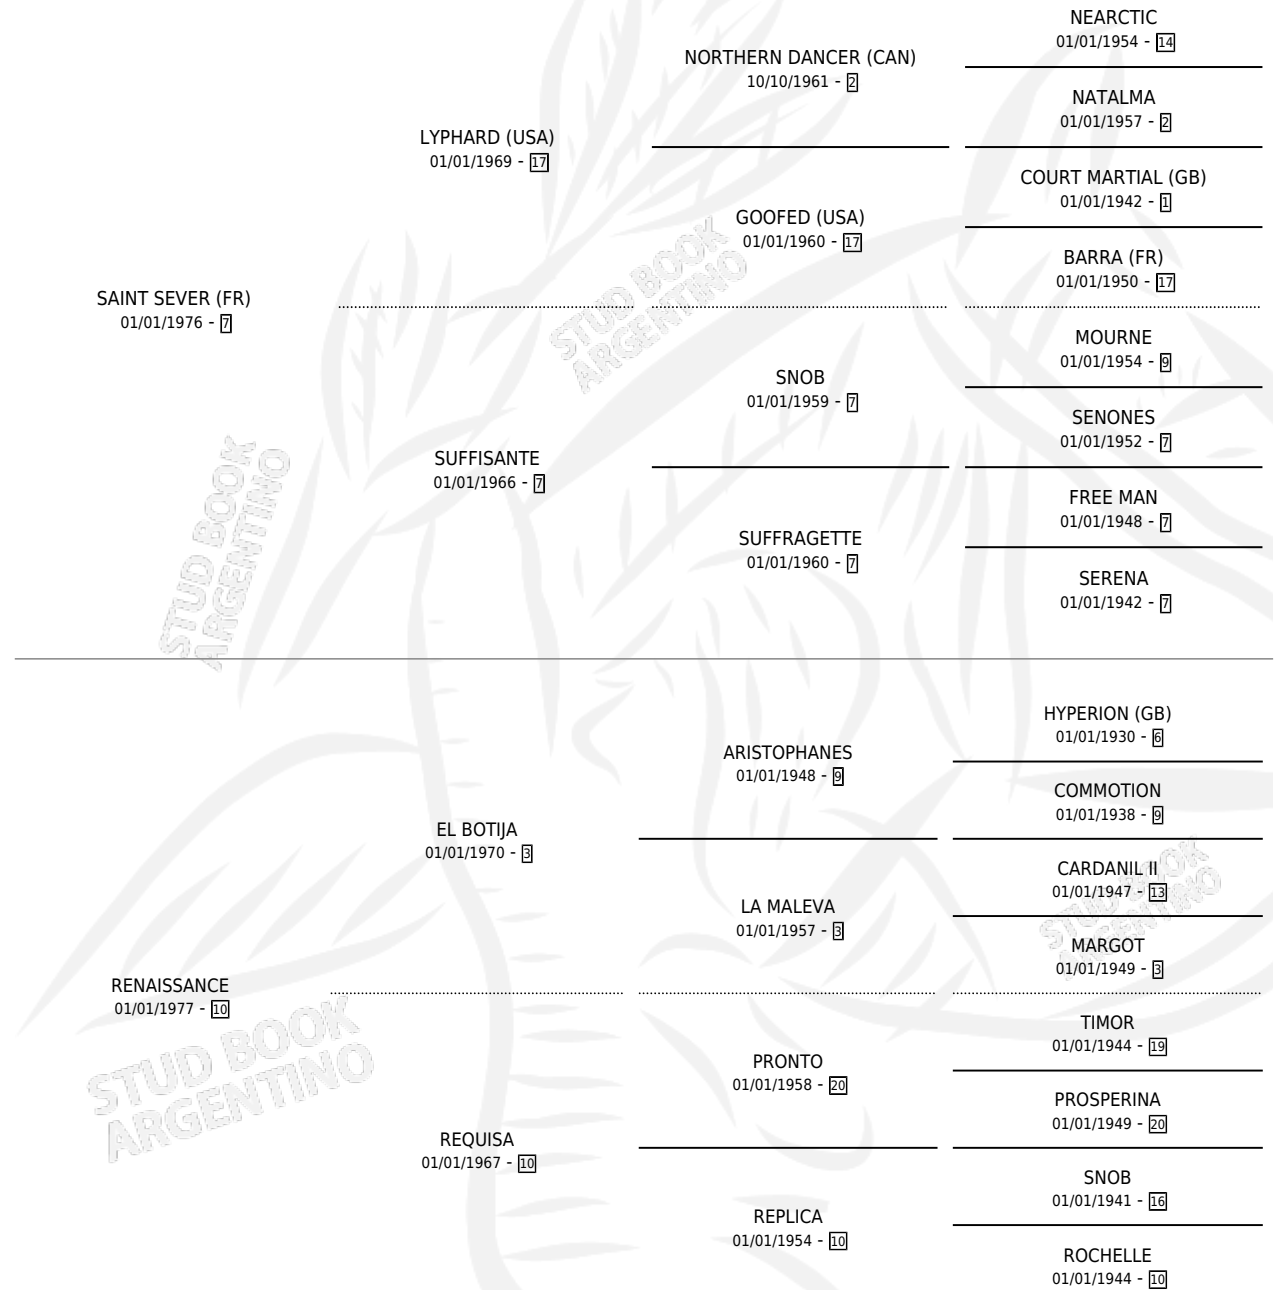 NEARCTIC
01/01/1954 - 14
NORTHERN DANCER (CAN)
10/10/1961 - 2
NATALMA
01/01/1957 - 2
LYPHARD (USA)
01/01/1969 - 17
COURT MARTIAL (GB)
01/01/1942 - 1
GOOFED (USA)
01/01/1960 - 17
BARRA (FR)
01/01/1950 - 17
SAINT SEVER (FR)
01/01/1976 - 7
MOURNE
01/01/1954 - 9
SNOB
01/01/1959 - 7
SENONES
01/01/1952 - 7
SUFFISANTE
01/01/1966 - 7
FREE MAN
01/01/1948 - 7
SUFFRAGETTE
01/01/1960 - 7
SERENA
01/01/1942 - 7
HYPERION (GB)
01/01/1930 - 6
ARISTOPHANES
01/01/1948 - 9
COMMOTION
01/01/1938 - 9
EL BOTIJA
01/01/1970 - 3
CARDANIL II
01/01/1947 - 13
LA MALEVA
01/01/1957 - 3
MARGOT
01/01/1949 - 3
RENAISSANCE
01/01/1977 - 10
TIMOR
01/01/1944 - 19
PRONTO
01/01/1958 - 20
PROSPERINA
01/01/1949 - 20
REQUISA
01/01/1967 - 10
SNOB
01/01/1941 - 16
REPLICA
01/01/1954 - 10
ROCHELLE
01/01/1944 - 10
STUD BOOK
ARGENTINO
STUD BOOK
ARGENTINO
STUD BOOK
ARGENTINO
STUD BOOK
ARGENTINO